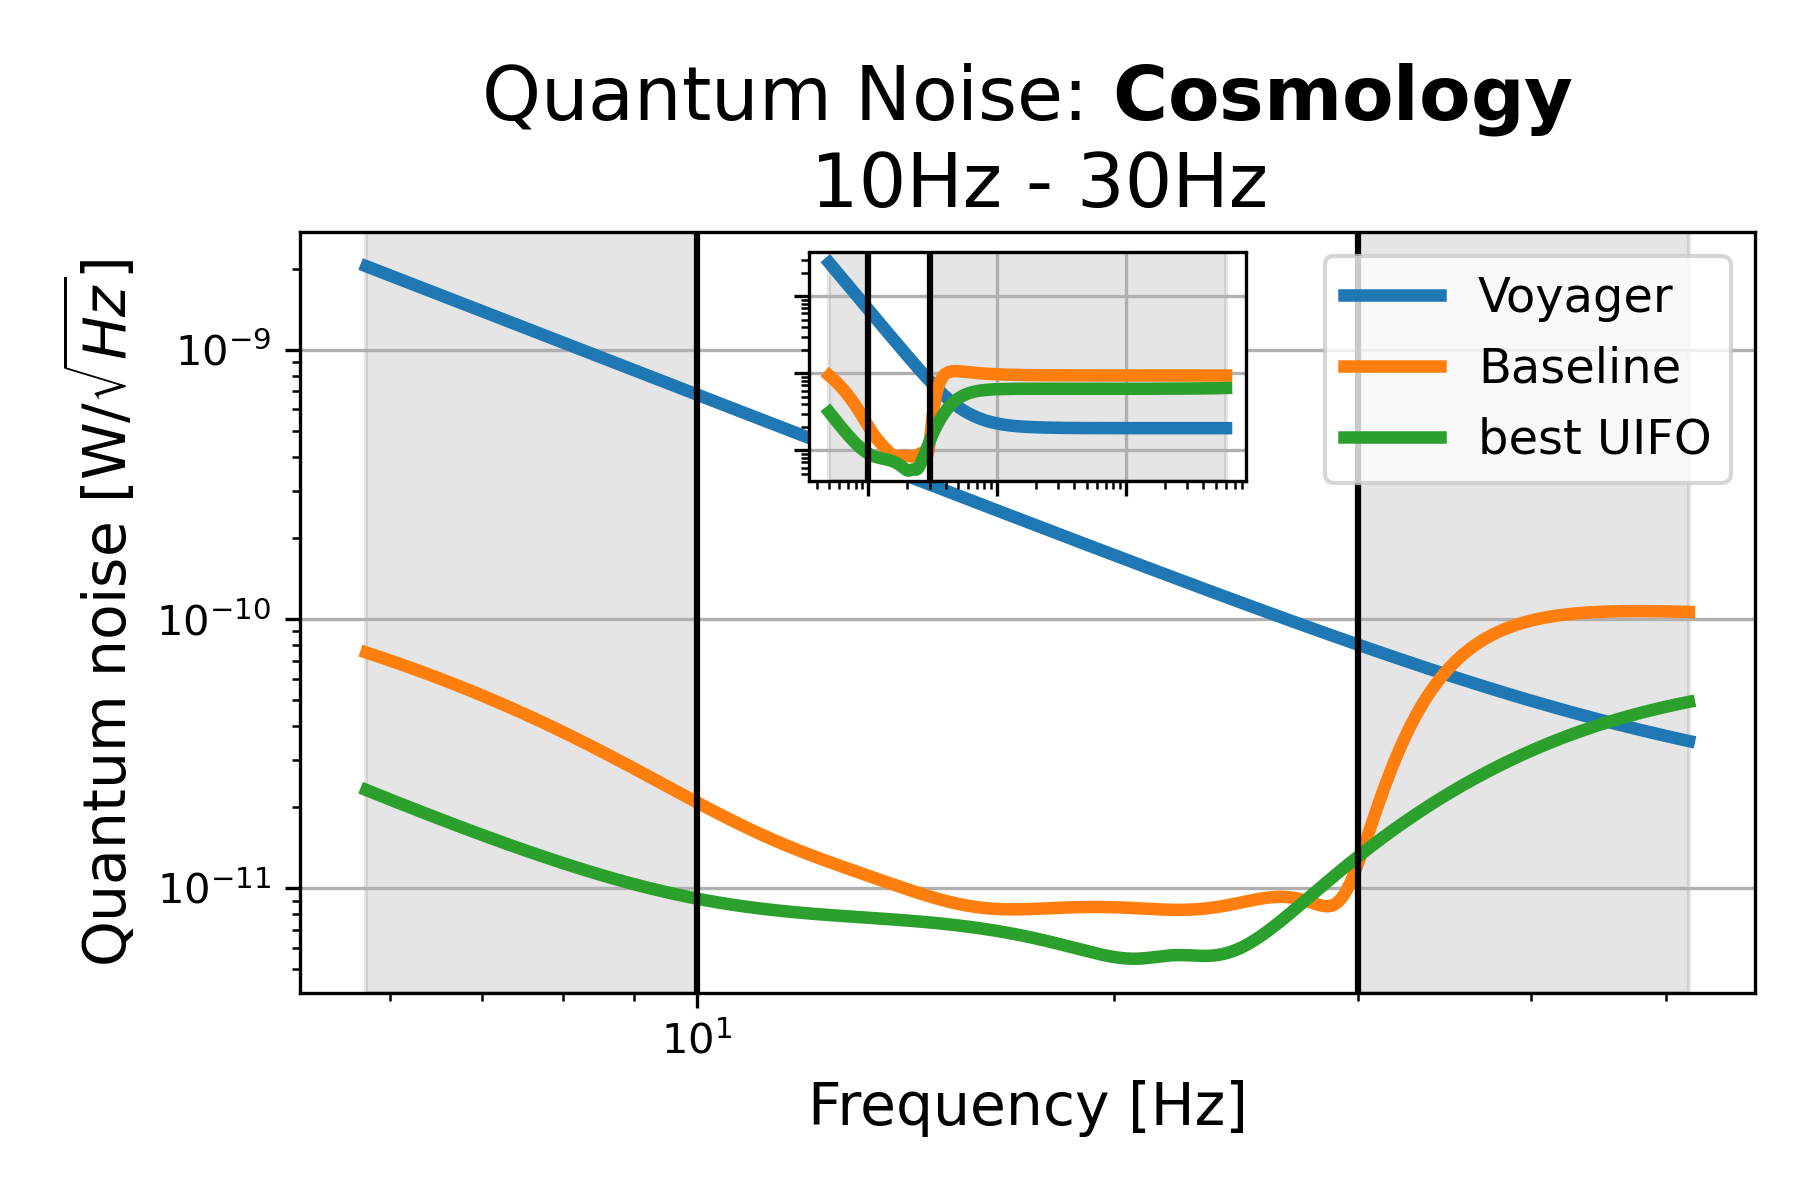 Quantum Noise: Cosmology
10Hz - 30Hz
Quantum noise [W/√Hz]
10⁻⁹
10⁻¹⁰
10⁻¹¹
Voyager
Baseline
best UIFO
10¹
Frequency [Hz]